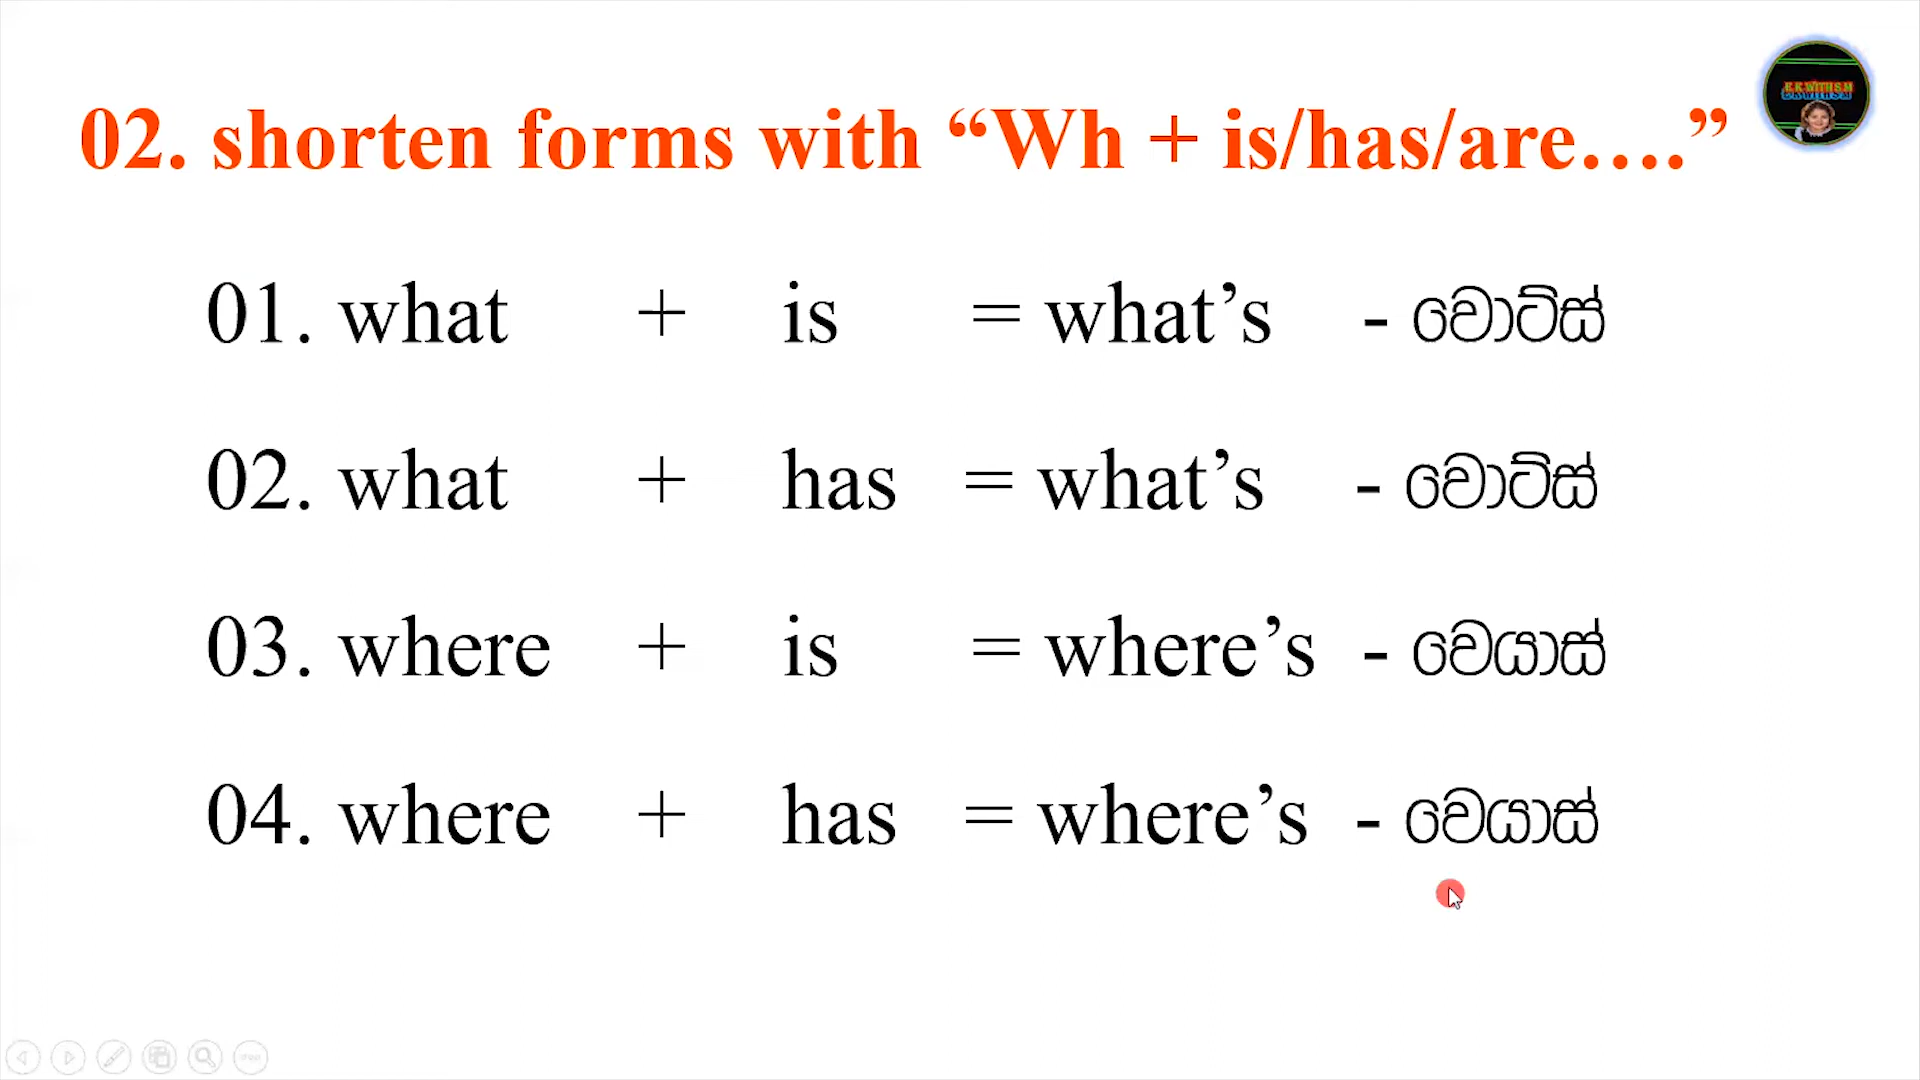 02. shorten forms with “Wh + is/has/are….”
01. what + is = what’s - වොට්ස්
02. what + has = what’s - වොට්ස්
03. where + is = where’s - වෙයාස්
04. where + has = where’s - වෙයාස්